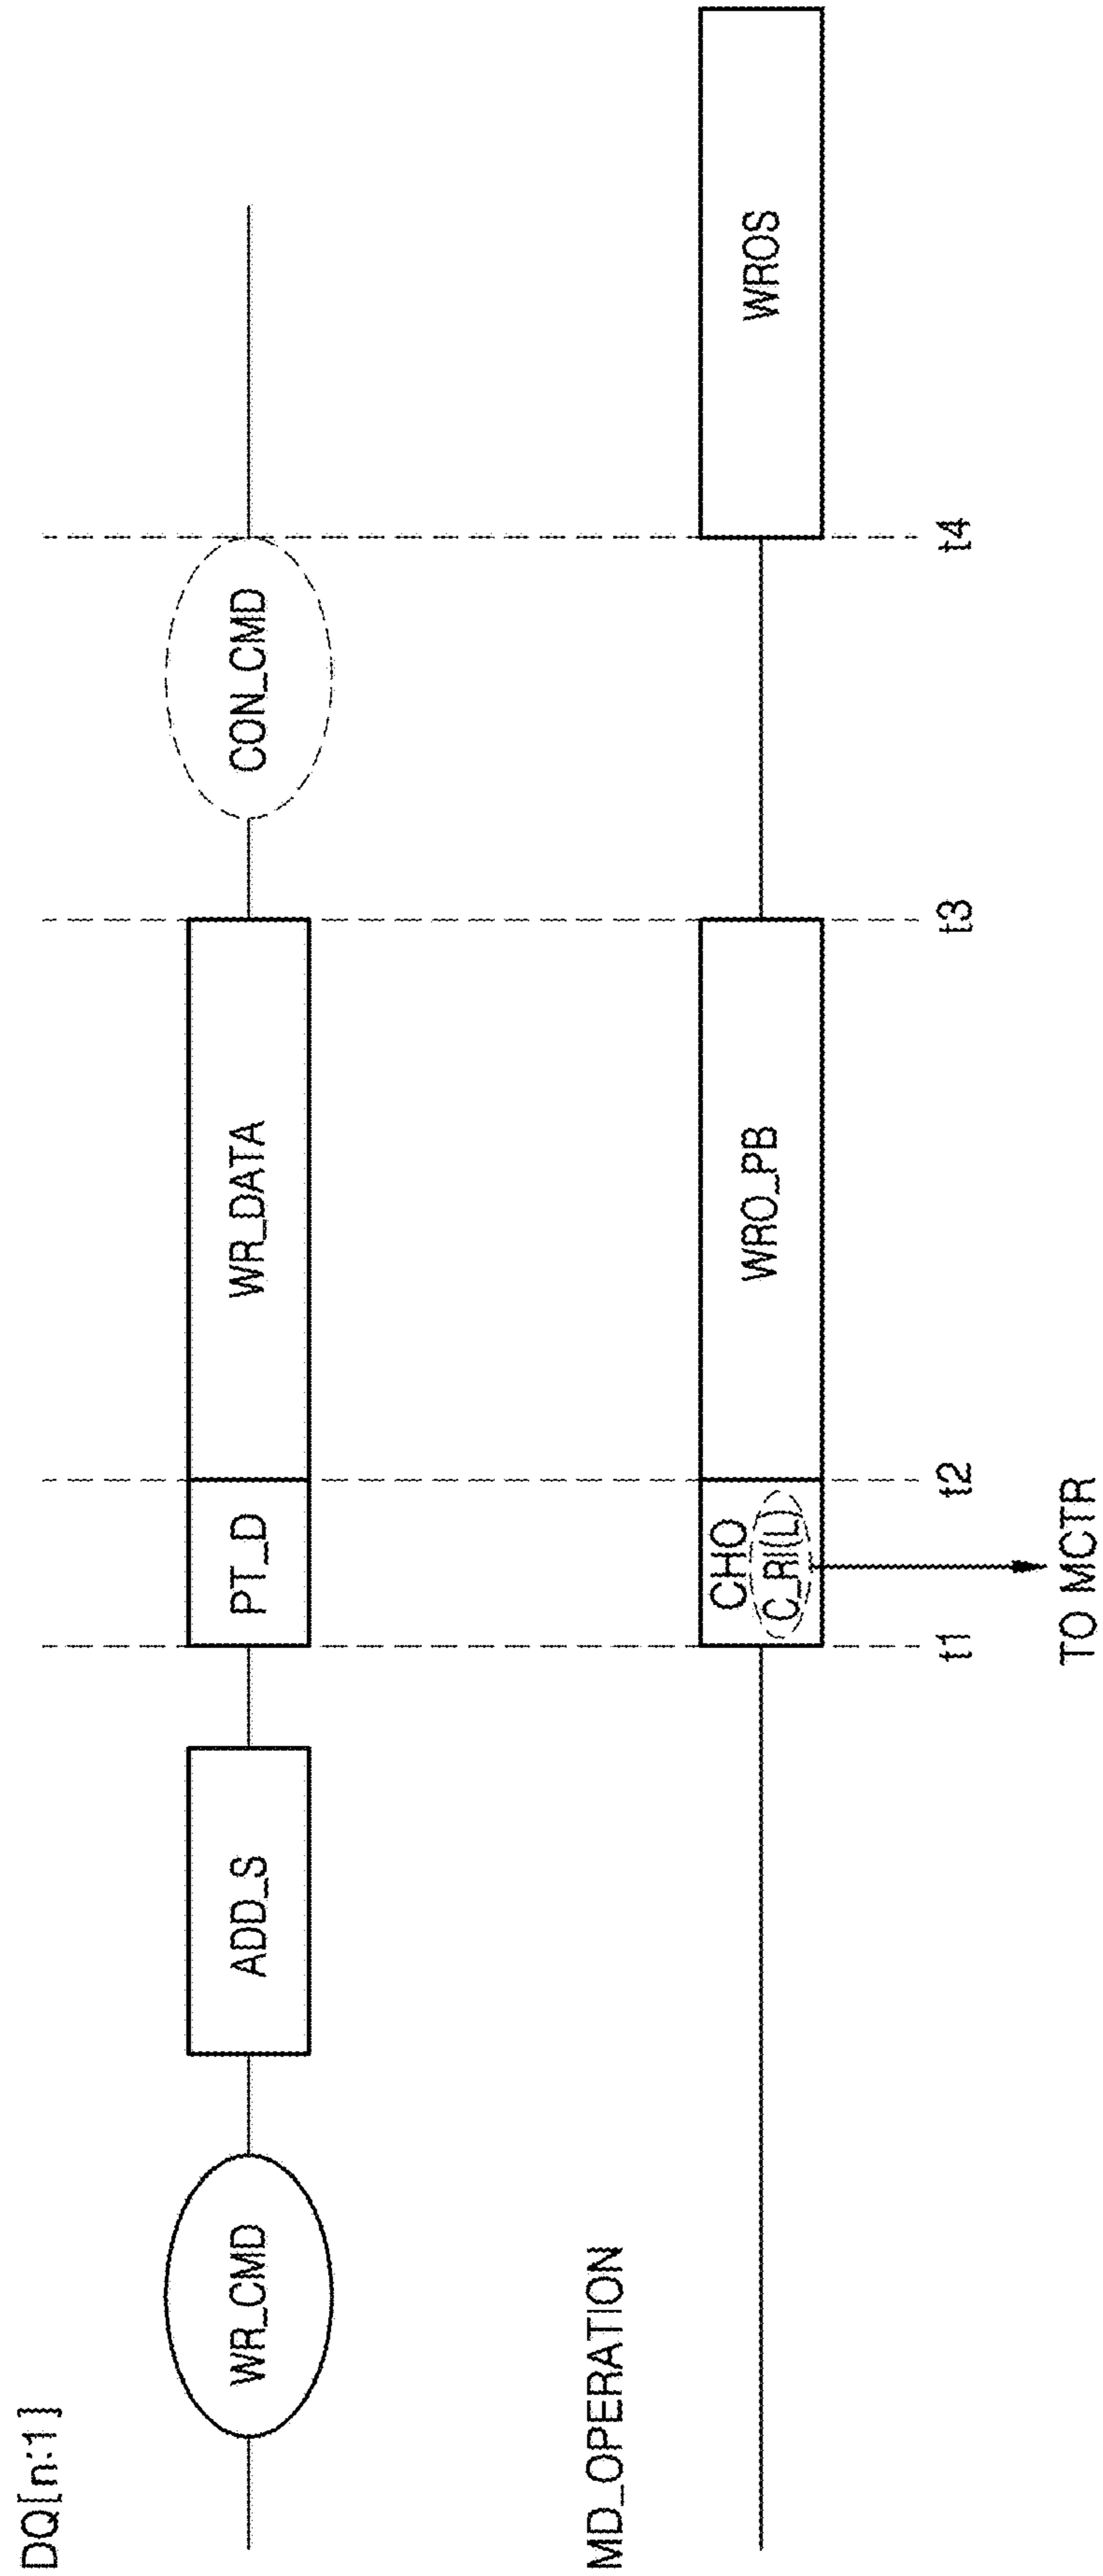 DQ[n:1]
WR_CMD
ADD_S
PT_D
WR_DATA
CON_CMD
MD_OPERATION
CHO
C_RI(L)
WRO_PB
WROS
t1
t2
t3
t4
TO MCTR